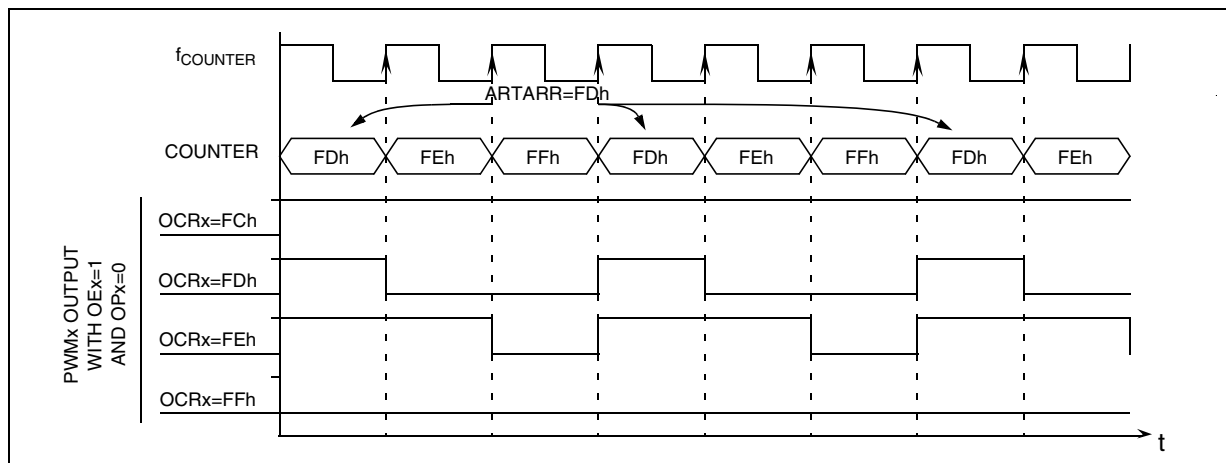 fCOUNTER
ARTARR=FDh
COUNTER
FDh FEh FFh FDh FEh FFh FDh FEh
PWMx OUTPUT
WITH OEx=1
AND OPx=0
OCRx=FCh
OCRx=FDh
OCRx=FEh
OCRx=FFh
t